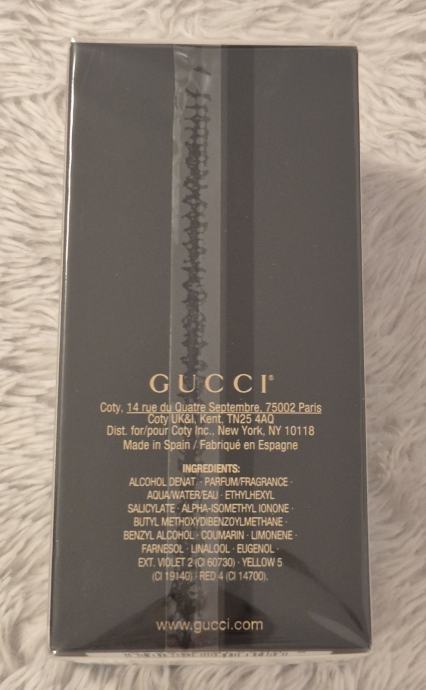 GUCCI®
Coty, 14 rue du Quatre Septembre, 75002 Paris
Coty UK&I, Kent, TN25 4AQ
Dist. for/pour Coty Inc., New York, NY 10118
Made in Spain / Fabriqué en Espagne
INGREDIENTS:
ALCOHOL DENAT · PARFUM/FRAGRANCE ·
AQUA/WATER/EAU · ETHYLHEXYL
SALICYLATE · ALPHA-ISOMETHYL IONONE ·
BUTYL METHOXYDIBENZOYLMETHANE ·
BENZYL ALCOHOL · COUMARIN · LIMONENE ·
FARNESOL · LINALOOL · EUGENOL ·
EXT. VIOLET 2 (CI 60730) · YELLOW 5
(CI 19140) · RED 4 (CI 14700).
www.gucci.com